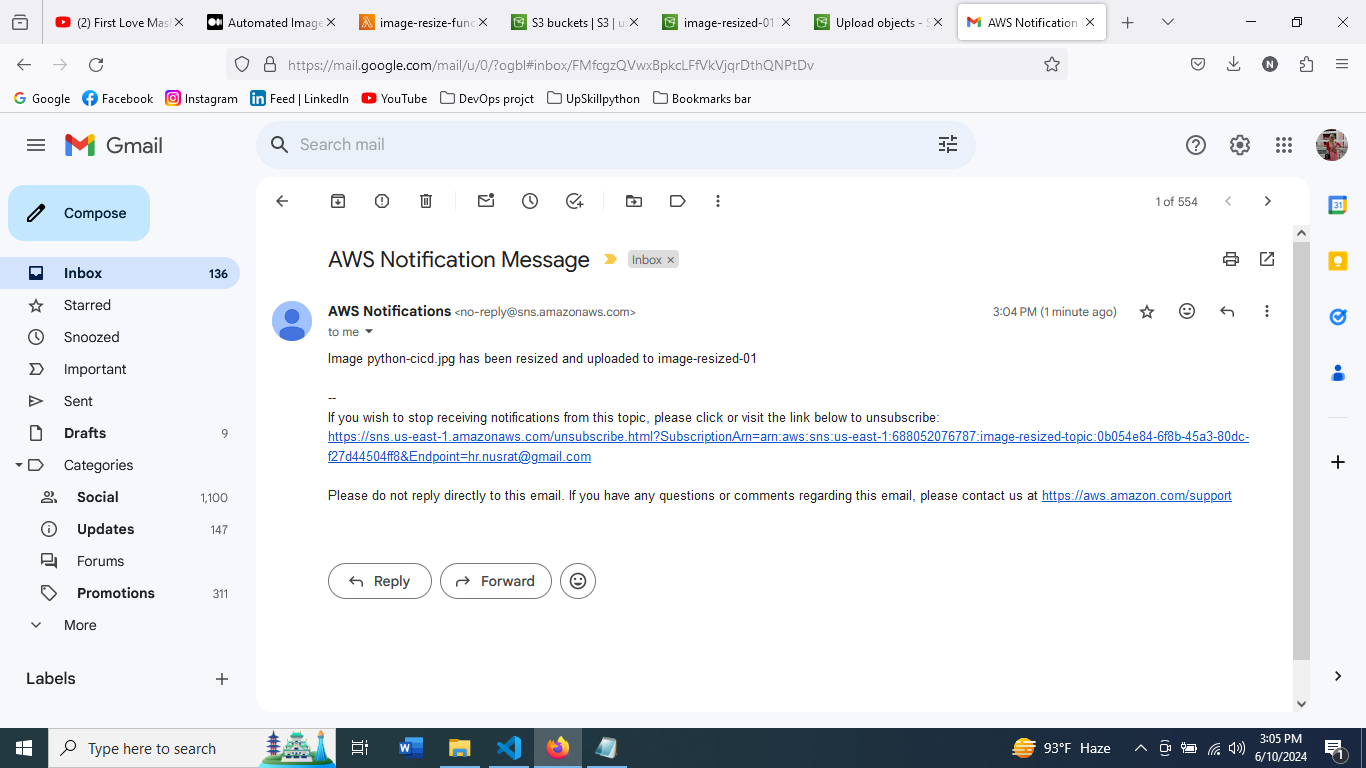 (2) First Love Mas
Automated Image
image-resize-func
S3 buckets | S3 | u
image-resized-01
Upload objects - S
AWS Notification
https://mail.google.com/mail/u/0/?ogbl#inbox/FMfcgzQVwxBpkcLFfVkVjqrDthQNPtDv
N
Google
Facebook
Instagram
Feed | LinkedIn
YouTube
DevOps projct
UpSkillpython
Bookmarks bar
Gmail
Search mail
Compose
1 of 554
Inbox 136
Starred
Snoozed
Important
Sent
Drafts 9
Categories
Social 1,100
Updates 147
Forums
Promotions 311
More
Labels
AWS Notification Message
Inbox ×
AWS Notifications <no-reply@sns.amazonaws.com>
3:04 PM (1 minute ago)
to me
Image python-cicd.jpg has been resized and uploaded to image-resized-01
--
If you wish to stop receiving notifications from this topic, please click or visit the link below to unsubscribe:
https://sns.us-east-1.amazonaws.com/unsubscribe.html?SubscriptionArn=arn:aws:sns:us-east-1:688052076787:image-resized-topic:0b054e84-6f8b-45a3-80dc-
f27d44504ff8&Endpoint=hr.nusrat@gmail.com
Please do not reply directly to this email. If you have any questions or comments regarding this email, please contact us at https://aws.amazon.com/support
Reply
Forward
31
Type here to search
93°F Haze
3:05 PM
6/10/2024
1